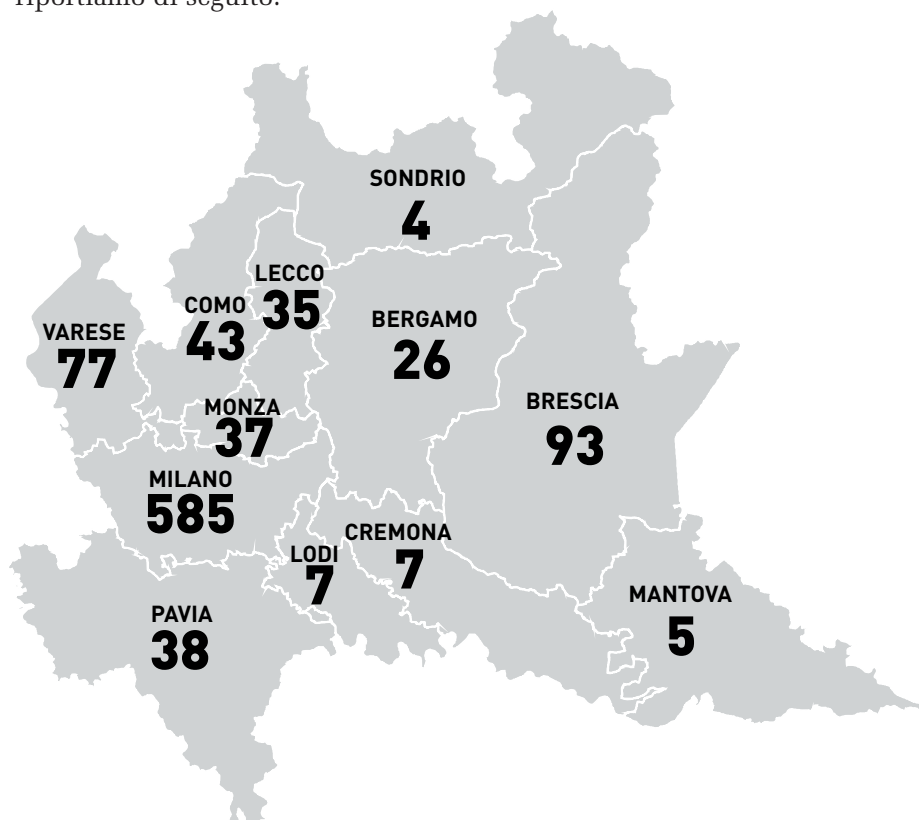 riportiamo di seguito:
SONDRIO
4
LECCO
35
COMO
43
VARESE
77
BERGAMO
26
MONZA
37
BRESCIA
93
MILANO
585
CREMONA
7
LODI
7
MANTOVA
5
PAVIA
38